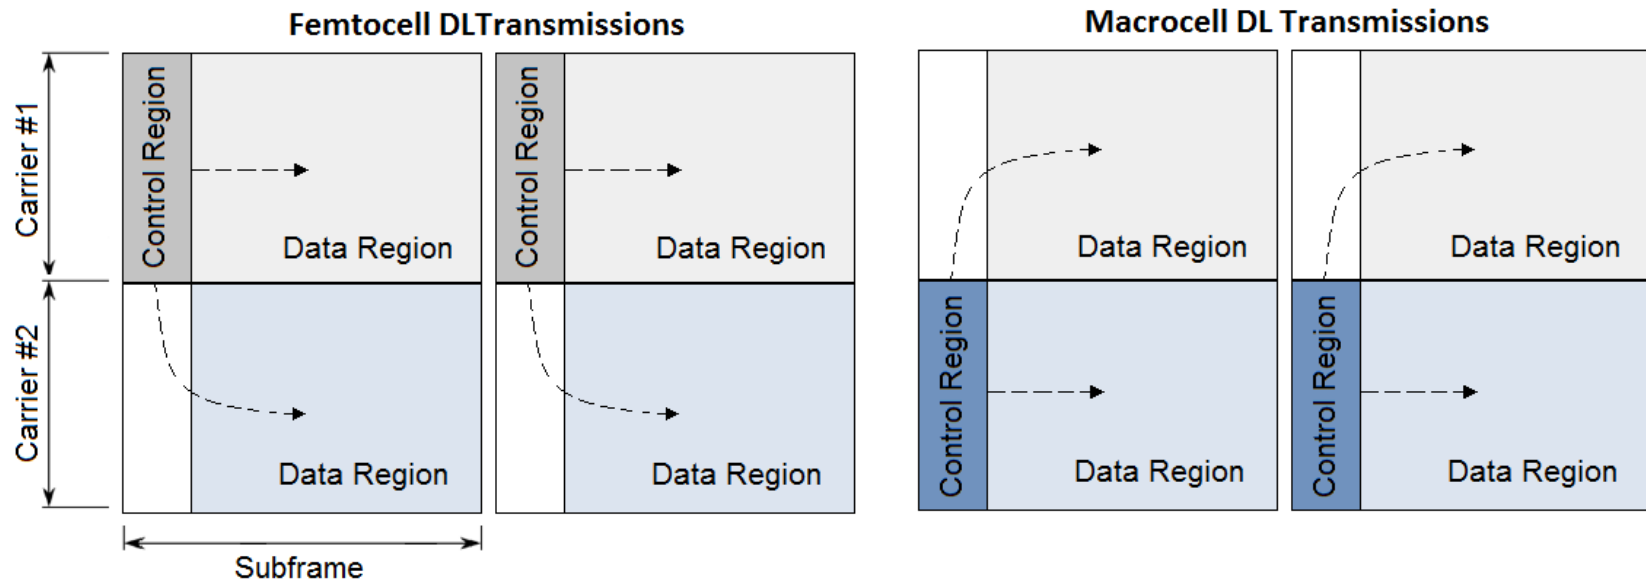 Femtocell DLTransmissions
Macrocell DL Transmissions
Carrier #1
Control Region
Data Region
Control Region
Data Region
Data Region
Data Region
Carrier #2
Data Region
Data Region
Control Region
Data Region
Control Region
Data Region
Subframe